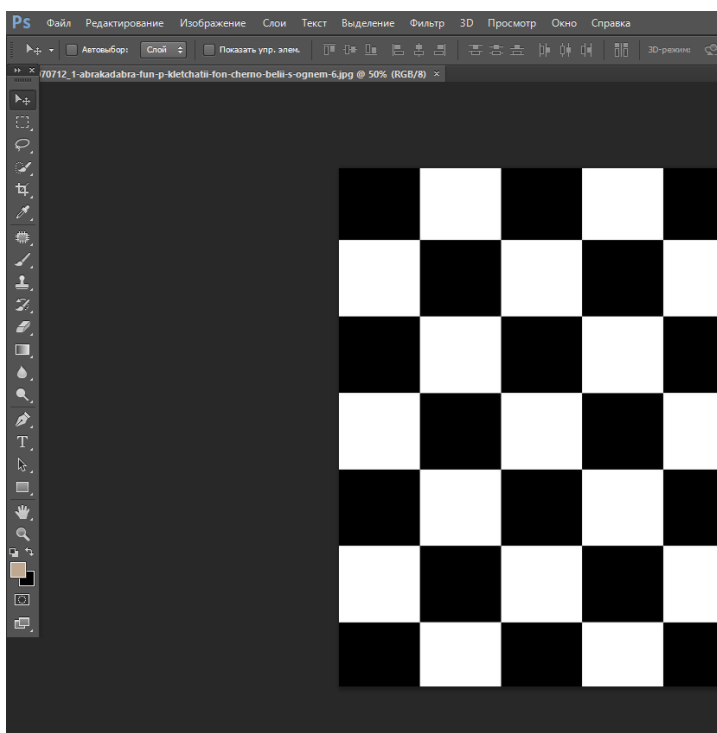 Ps Файл Редактирование Изображение Слои Текст Выделение Фильтр 3D Просмотр Окно Справка
Автовыбор: Слой Показать упр. элем. 3D-режим:
70712_1-abrakadabra-fun-p-kletchatii-fon-cherno-belii-s-ognem-6.jpg @ 50% (RGB/8) ×
T